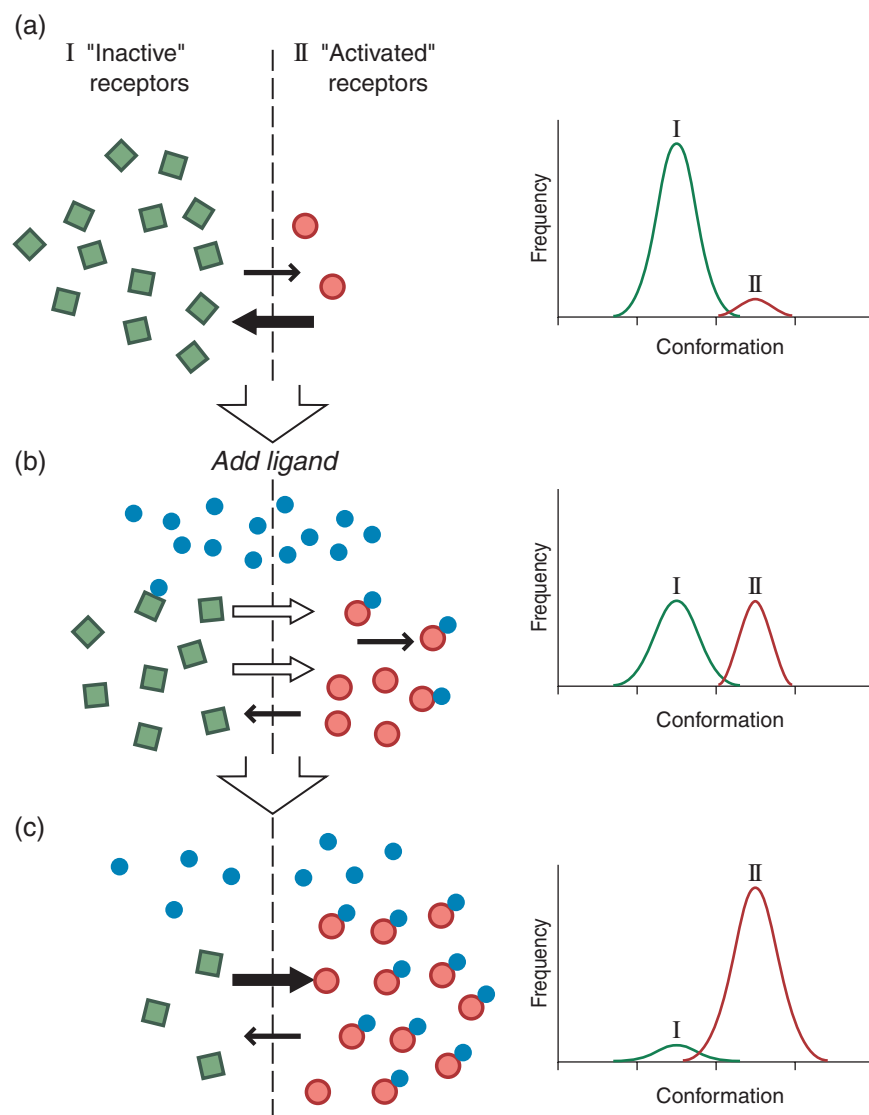 (a)
Ⅰ "Inactive"
receptors
Ⅱ "Activated"
receptors
Ⅰ
Ⅱ
Frequency
Conformation
(b)
Add ligand
Ⅰ
Ⅱ
Frequency
Conformation
(c)
Ⅱ
Ⅰ
Frequency
Conformation